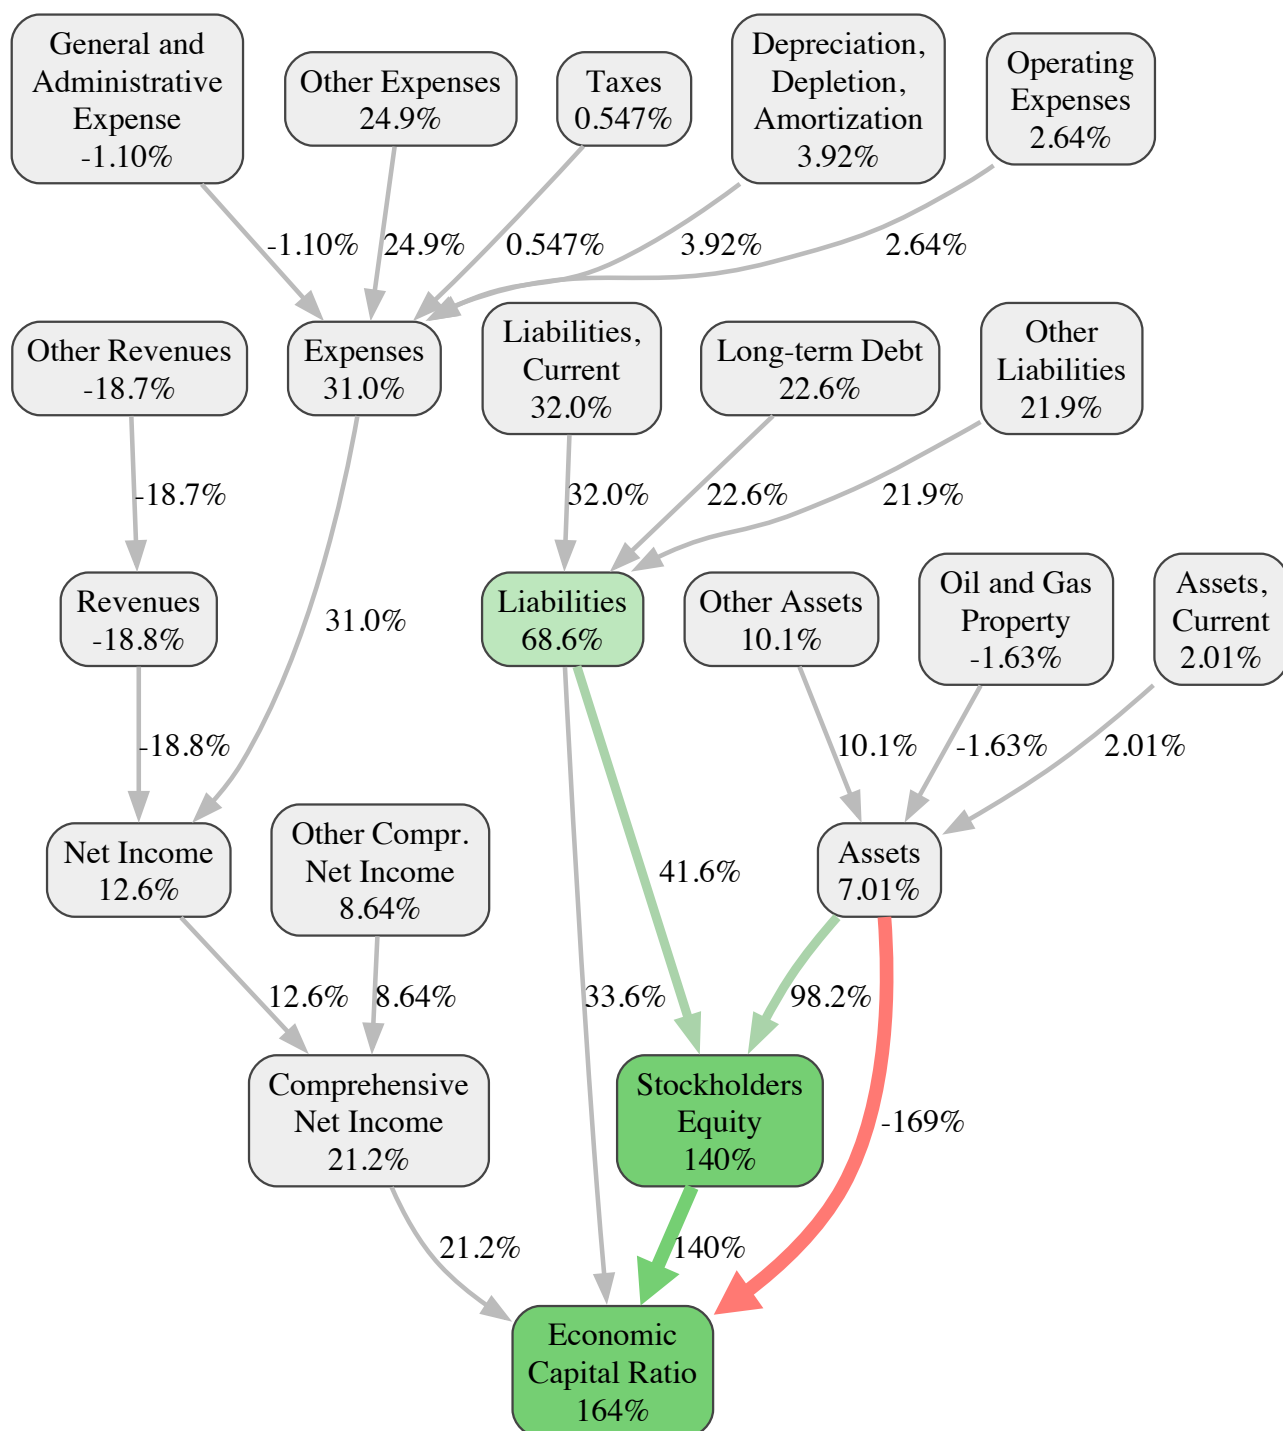 General and
Administrative
Expense
-1.10%
Other Expenses
24.9%
Taxes
0.547%
Depreciation,
Depletion,
Amortization
3.92%
Operating
Expenses
2.64%
-1.10%
24.9%
0.547%
3.92%
2.64%
Other Revenues
-18.7%
Expenses
31.0%
Liabilities,
Current
32.0%
Long-term Debt
22.6%
Other
Liabilities
21.9%
-18.7%
32.0%
22.6%
21.9%
Revenues
-18.8%
31.0%
Liabilities
68.6%
Other Assets
10.1%
Oil and Gas
Property
-1.63%
Assets,
Current
2.01%
-18.8%
10.1%
-1.63%
2.01%
Net Income
12.6%
Other Compr.
Net Income
8.64%
41.6%
Assets
7.01%
12.6%
8.64%
33.6%
98.2%
Comprehensive
Net Income
21.2%
Stockholders
Equity
140%
-169%
21.2%
140%
Economic
Capital Ratio
164%